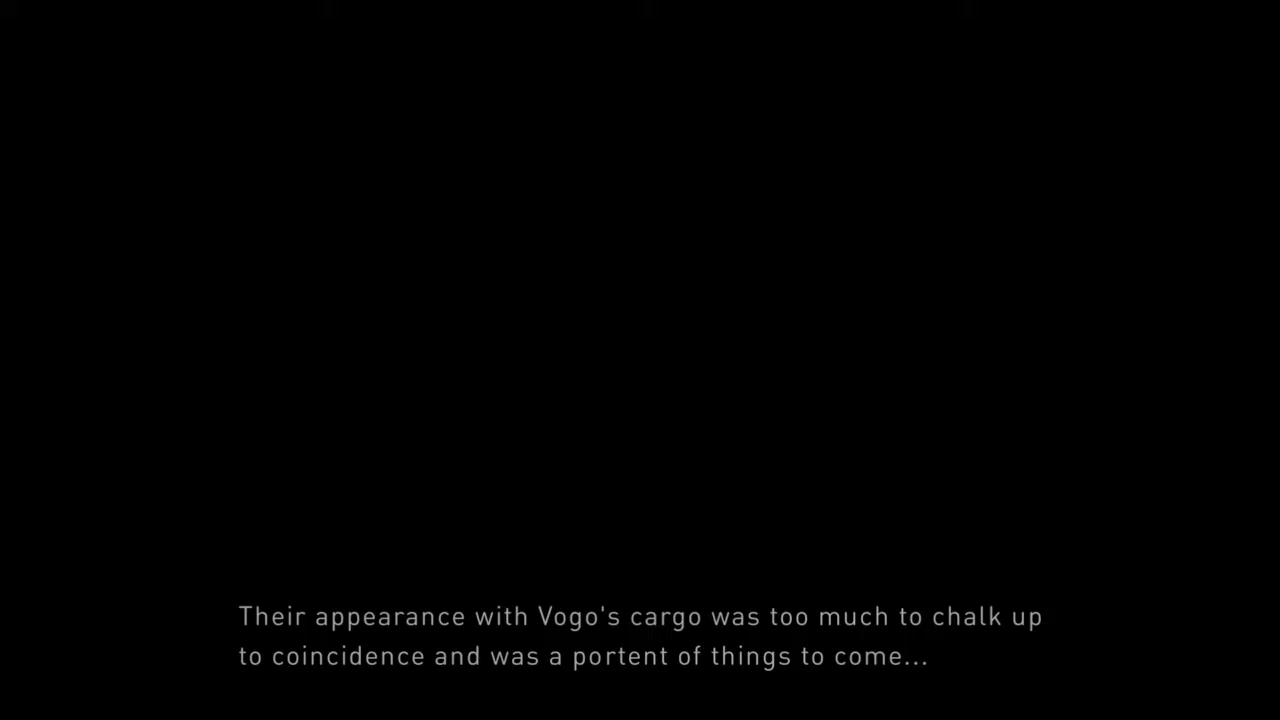 Their appearance with Vogo's cargo was too much to chalk up
to coincidence and was a portent of things to come...